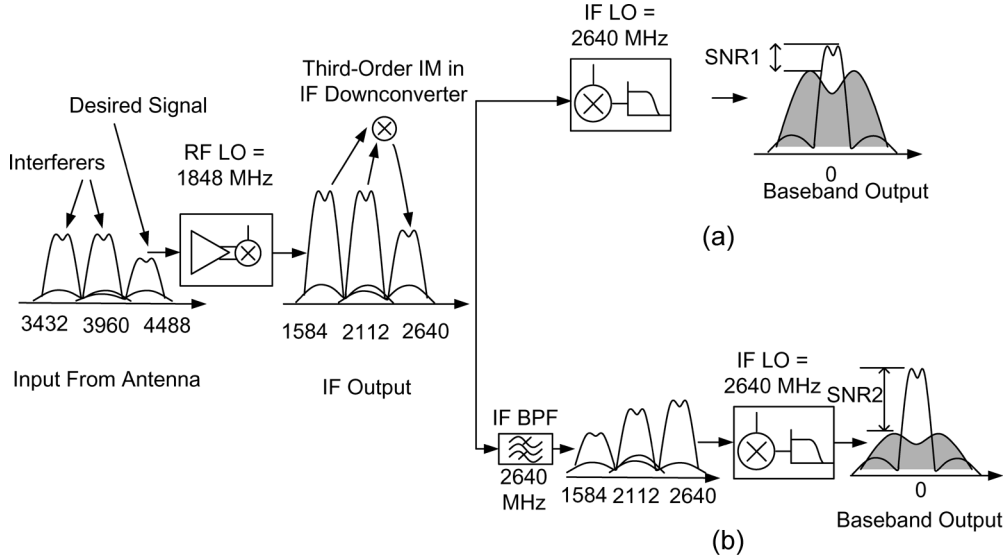 IF LO =
2640 MHz
SNR1
Third-Order IM in
IF Downconverter
Desired Signal
Interferers
RF LO =
1848 MHz
0
Baseband Output
(a)
3432 3960 4488
1584 2112 2640
Input From Antenna
IF Output
IF LO =
2640 MHz
SNR2
IF BPF
2640
MHz
1584 2112 2640
0
Baseband Output
(b)